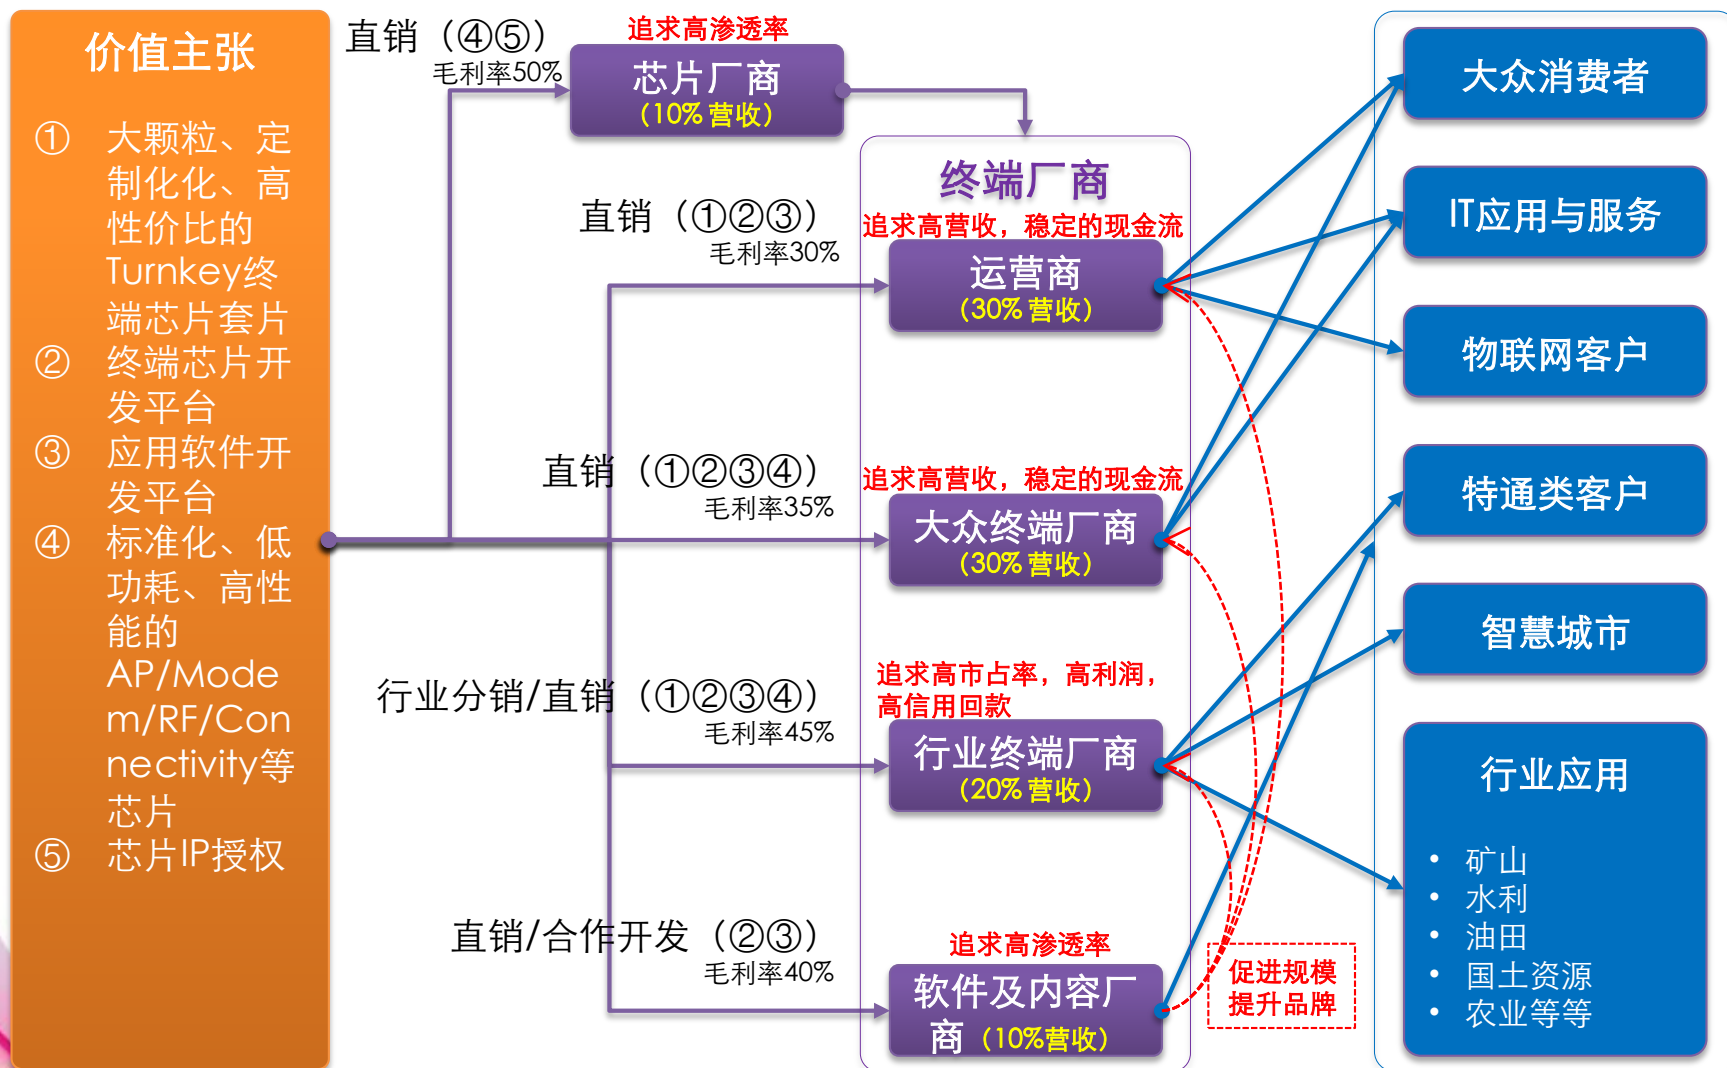 价值主张
①
大颗粒、定
制化化、高
性价比的
Turnkey终
端芯片套片
②
终端芯片开
发平台
③
应用软件开
发平台
④
标准化、低
功耗、高性
能的
AP/Mode
m/RF/Con
nectivity等
芯片
⑤
芯片IP授权
直销（④⑤）
毛利率50%
追求高渗透率
芯片厂商
（10% 营收）
终端厂商
直销（①②③）
毛利率30%
追求高营收，稳定的现金流
运营商
（30% 营收）
直销（①②③④）
毛利率35%
追求高营收，稳定的现金流
大众终端厂商
（30% 营收）
行业分销/直销（①②③④）
毛利率45%
追求高市占率，高利润，
高信用回款
行业终端厂商
（20% 营收）
直销/合作开发（②③）
毛利率40%
追求高渗透率
软件及内容厂
商（10%营收）
促进规模
提升品牌
大众消费者
IT应用与服务
物联网客户
特通类客户
智慧城市
行业应用
• 矿山
• 水利
• 油田
• 国土资源
• 农业等等